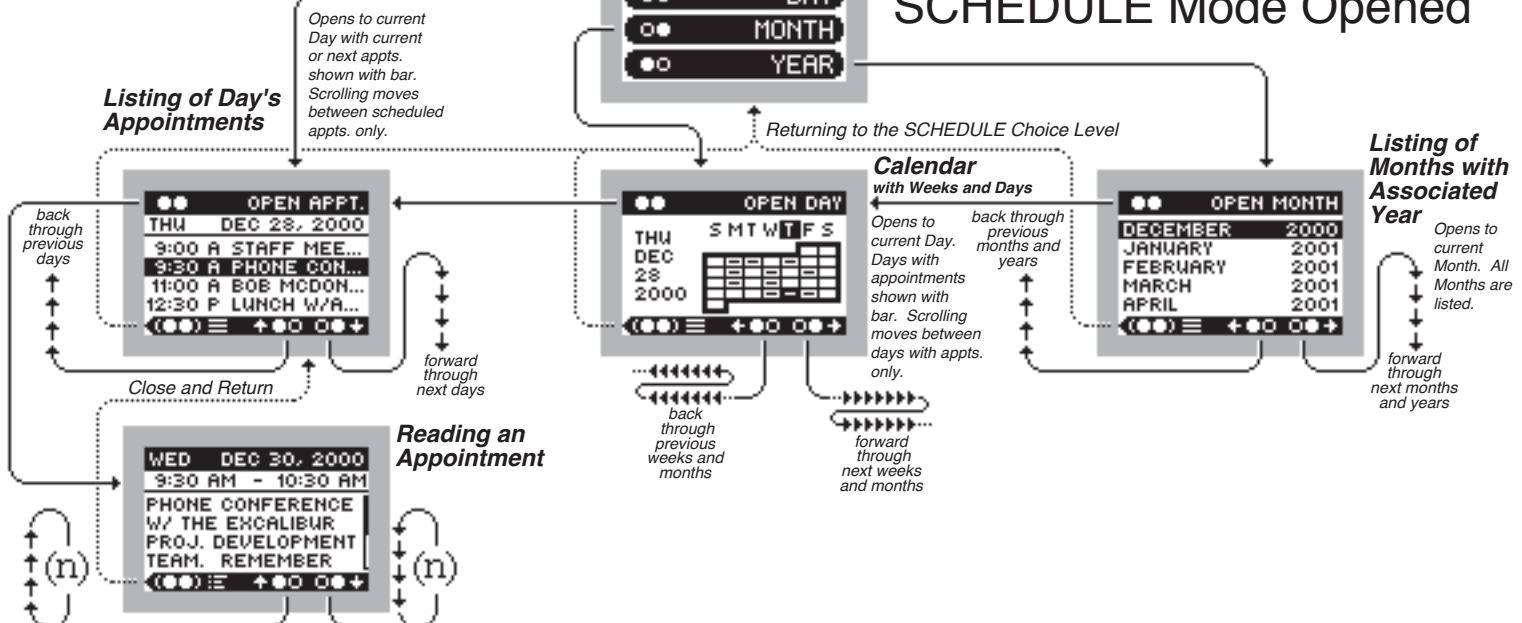 SCHEDULE Mode Opened
DAY
MONTH
YEAR
Opens to current
Day with current
or next appts.
shown with bar.
Scrolling moves
between scheduled
appts. only.
Listing of Day's
Appointments
Returning to the SCHEDULE Choice Level
OPEN APPT.
THU DEC 28, 2000
9:00 A STAFF MEE...
9:30 A PHONE CON...
11:00 A BOB MCDON...
12:30 P LUNCH W/A...
back
through
previous
days
forward
through
next days
Close and Return
Calendar
with Weeks and Days
OPEN DAY
THU
DEC
28
2000
S M T W T F S
Opens to
current Day.
Days with
appointments
shown with
bar. Scrolling
moves between
days with appts.
only.
back
through
previous
weeks and
months
forward
through
next weeks
and months
Listing of
Months with
Associated
Year
OPEN MONTH
DECEMBER 2000
JANUARY 2001
FEBRUARY 2001
MARCH 2001
APRIL 2001
back through
previous
months and
years
Opens to
current
Month. All
Months are
listed.
forward
through
next months
and years
Reading an
Appointment
WED DEC 30, 2000
9:30 AM - 10:30 AM
PHONE CONFERENCE
W/ THE EXCALIBUR
PROJ. DEVELOPMENT
TEAM. REMEMBER
(n)
(n)